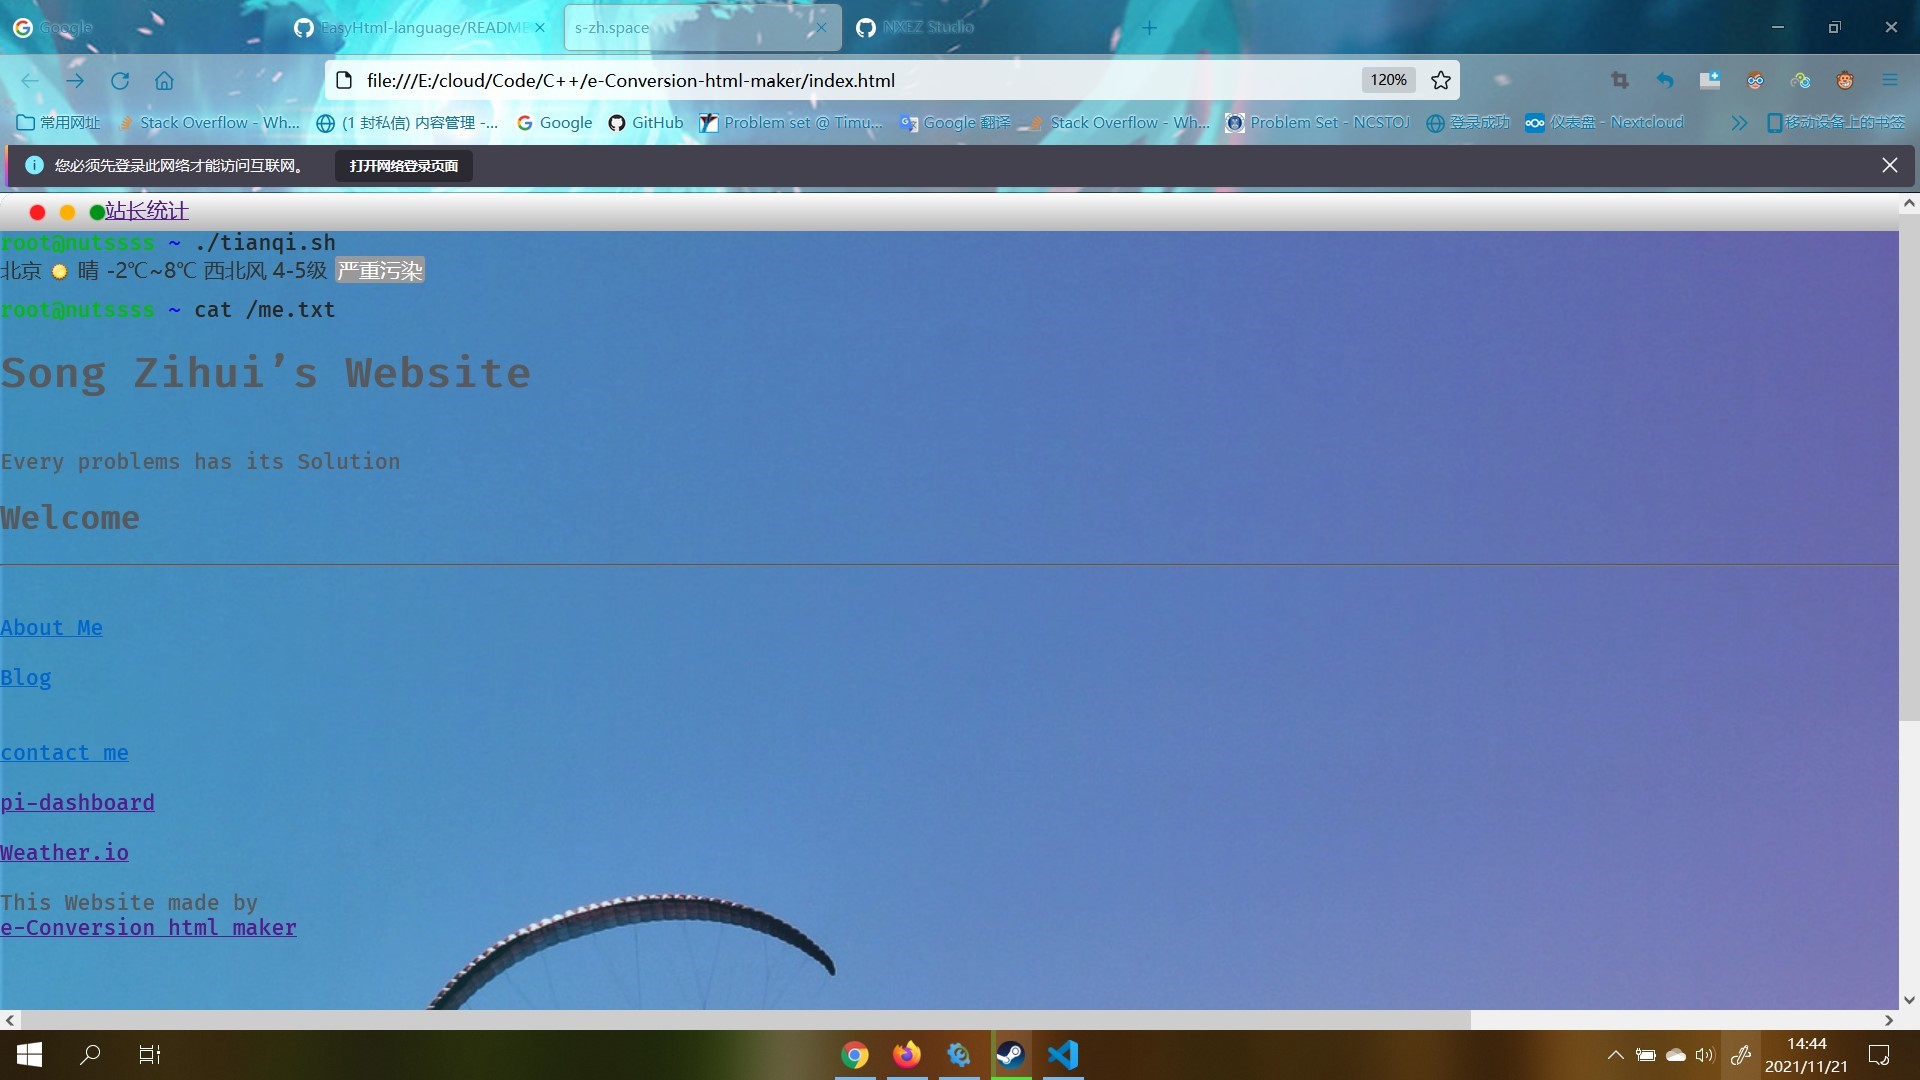 Google
EasyHtml-language/README
s-zh.space
NXEZ Studio
file:///E:/cloud/Code/C++/e-Conversion-html-maker/index.html
120%
常用网址
Stack Overflow - Wh...
(1 封私信) 内容管理 -...
Google
GitHub
Problem set @ Timu...
Google 翻译
Stack Overflow - Wh...
Problem Set - NCSTOJ
登录成功
仪表盘 - Nextcloud
移动设备上的书签
您必须先登录此网络才能访问互联网。
打开网络登录页面
站长统计
root@nutssss ~ ./tianqi.sh
北京 晴 -2℃~8℃ 西北风 4-5级 严重污染
root@nutssss ~ cat /me.txt
Song Zihui’s Website
Every problems has its Solution
Welcome
About Me
Blog
contact me
pi-dashboard
Weather.io
This Website made by
e-Conversion html maker
14:44
2021/11/21